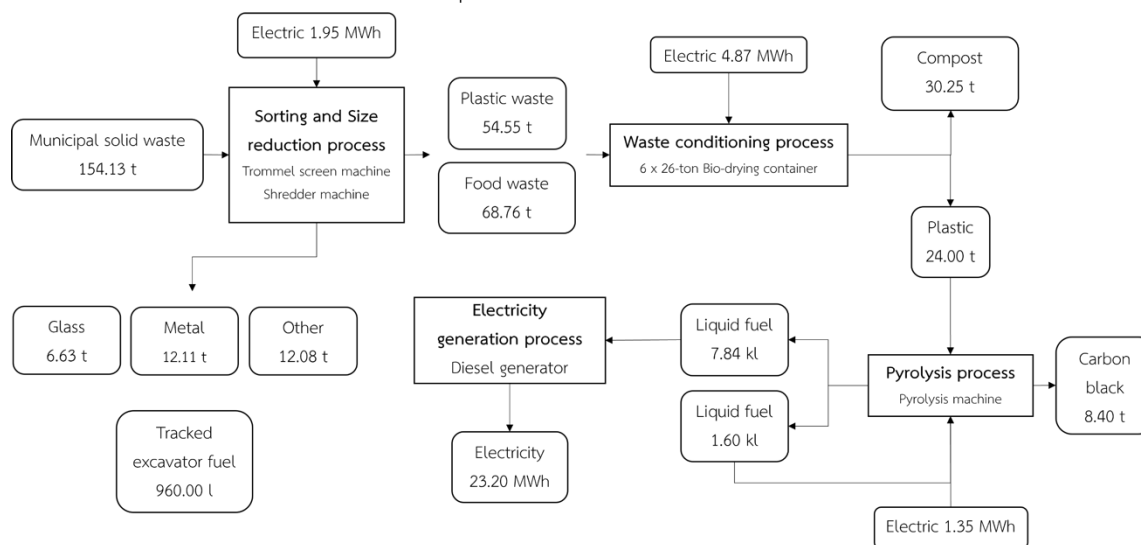 Electric 1.95 MWh
Municipal solid waste
154.13 t
Sorting and Size
reduction process
Trommel screen machine
Shredder machine
Plastic waste
54.55 t
Food waste
68.76 t
Electric 4.87 MWh
Waste conditioning process
6 x 26-ton Bio-drying container
Compost
30.25 t
Plastic
24.00 t
Glass
6.63 t
Metal
12.11 t
Other
12.08 t
Tracked
excavator fuel
960.00 l
Electricity
generation process
Diesel generator
Electricity
23.20 MWh
Liquid fuel
7.84 kl
Liquid fuel
1.60 kl
Pyrolysis process
Pyrolysis machine
Carbon
black
8.40 t
Electric 1.35 MWh